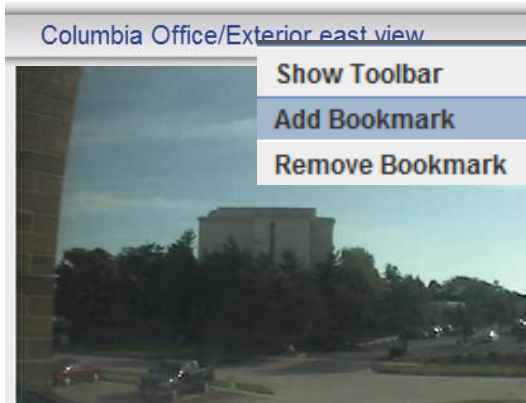 Columbia Office/Exterior east view
Show Toolbar
Add Bookmark
Remove Bookmark